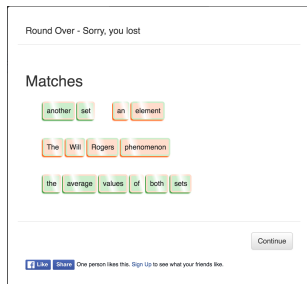 Round Over - Sorry, you lost
Matches
another set an element
The Will Rogers phenomenon
the average values of both sets
Continue
Like Share One person likes this. Sign Up to see what your friends like.